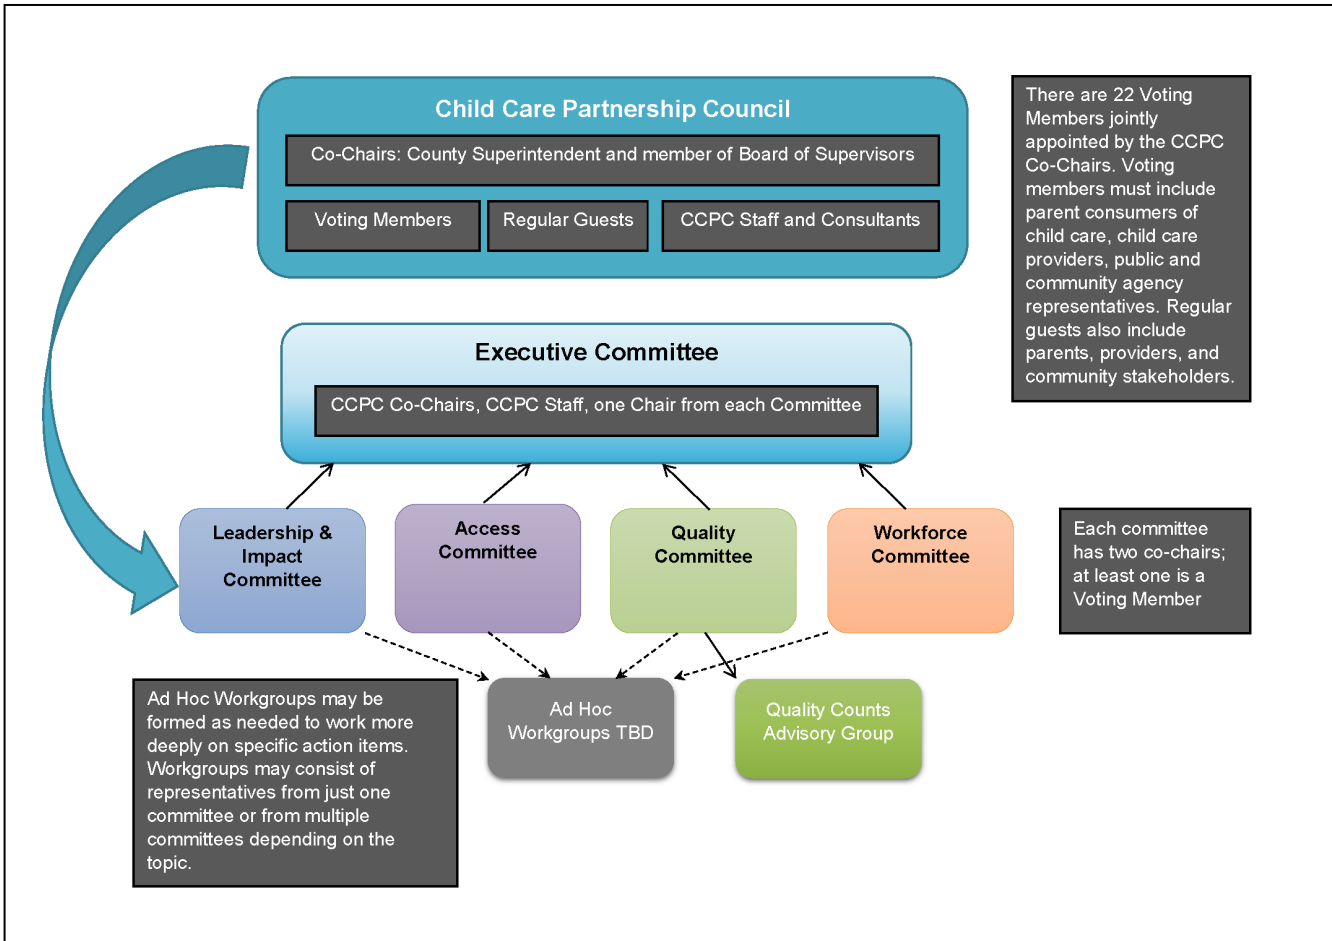 Child Care Partnership Council
Co-Chairs: County Superintendent and member of Board of Supervisors
Voting Members
Regular Guests
CCPC Staff and Consultants
There are 22 Voting
Members jointly
appointed by the CCPC
Co-Chairs. Voting
members must include
parent consumers of
child care, child care
providers, public and
community agency
representatives. Regular
guests also include
parents, providers, and
community stakeholders.
Executive Committee
CCPC Co-Chairs, CCPC Staff, one Chair from each Committee
Leadership &
Impact
Committee
Access
Committee
Quality
Committee
Workforce
Committee
Each committee
has two co-chairs;
at least one is a
Voting Member
Ad Hoc Workgroups may be
formed as needed to work more
deeply on specific action items.
Workgroups may consist of
representatives from just one
committee or from multiple
committees depending on the
topic.
Ad Hoc
Workgroups TBD
Quality Counts
Advisory Group